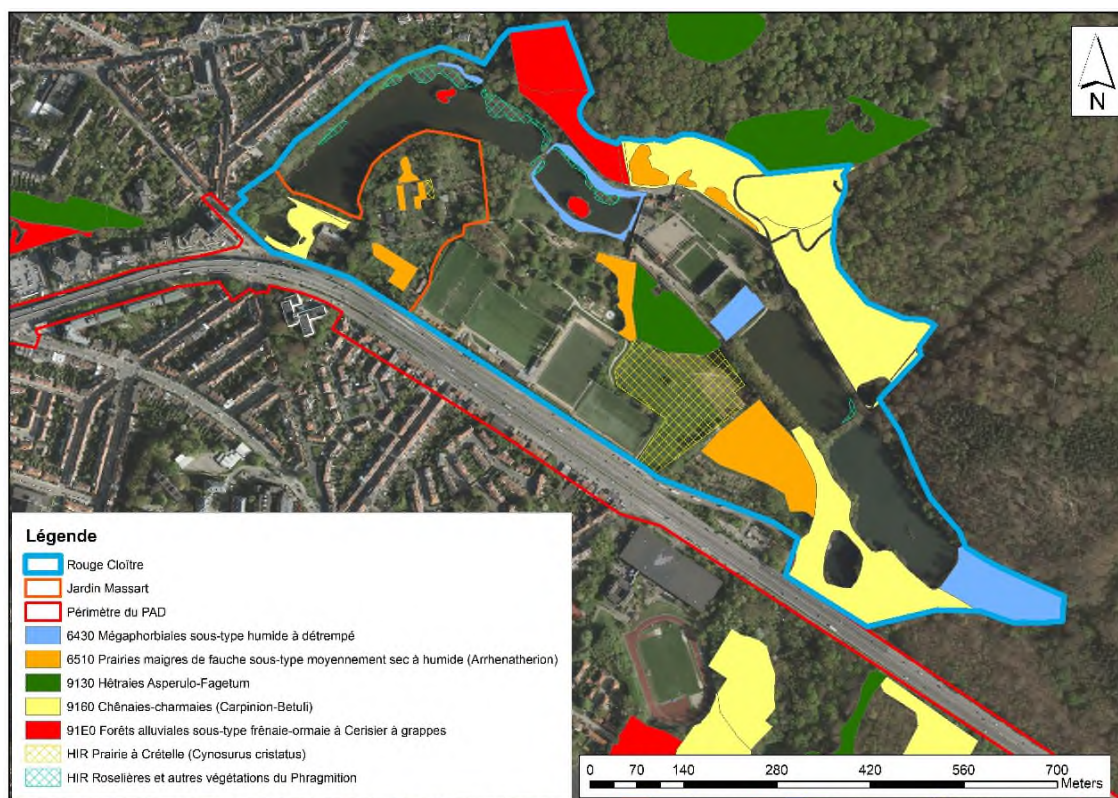 N
Légende
Rouge Cloître
Jardin Massart
Périmètre du PAD
6430 Mégaphorbiales sous-type humide à détrempé
6510 Prairies maigres de fauche sous-type moyennement sec à humide (Arrhenatherion)
9130 Hêtraies Asperulo-Fagetum
9160 Chênaies-charmaies (Carpinion-Betuli)
91E0 Forêts alluviales sous-type frênaie-ormaie à Cerisier à grappes
HIR Prairie à Crételle (Cynosurus cristatus)
HIR Roselières et autres végétations du Phragmition
0 70 140 280 420 560 700
Meters